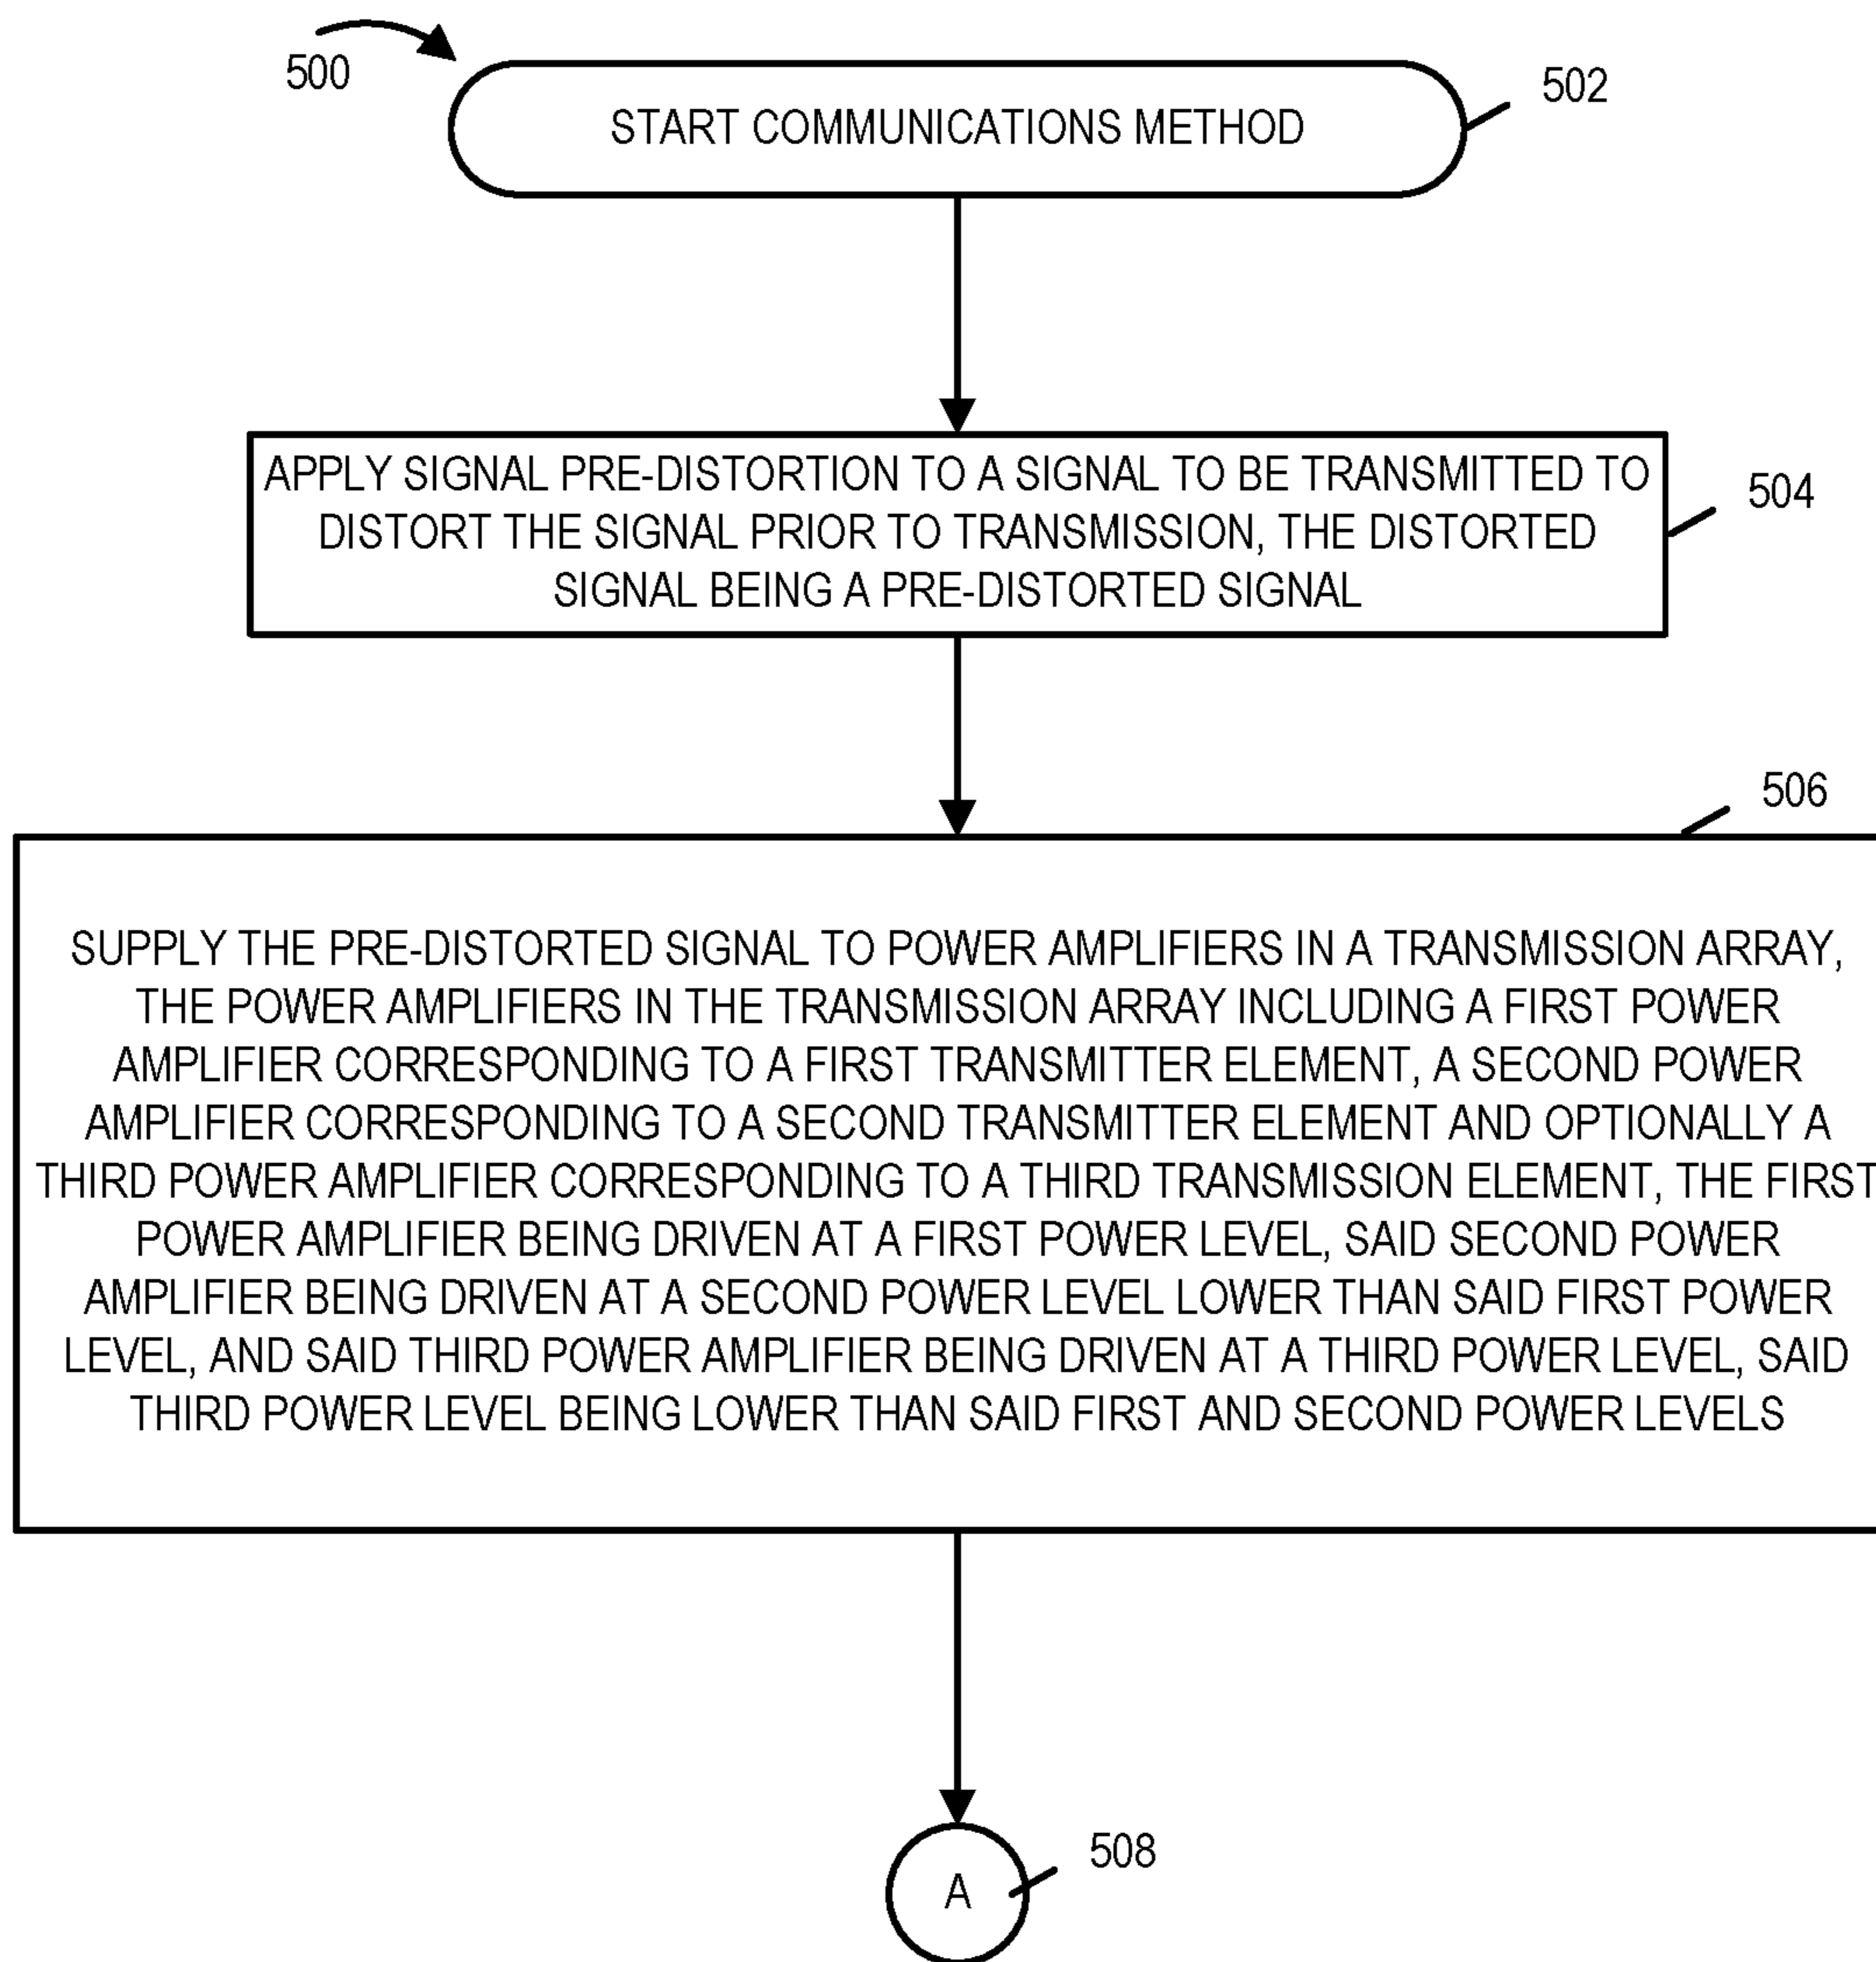 500
502
START COMMUNICATIONS METHOD
APPLY SIGNAL PRE-DISTORTION TO A SIGNAL TO BE TRANSMITTED TO
DISTORT THE SIGNAL PRIOR TO TRANSMISSION, THE DISTORTED
SIGNAL BEING A PRE-DISTORTED SIGNAL
504
506
SUPPLY THE PRE-DISTORTED SIGNAL TO POWER AMPLIFIERS IN A TRANSMISSION ARRAY,
THE POWER AMPLIFIERS IN THE TRANSMISSION ARRAY INCLUDING A FIRST POWER
AMPLIFIER CORRESPONDING TO A FIRST TRANSMITTER ELEMENT, A SECOND POWER
AMPLIFIER CORRESPONDING TO A SECOND TRANSMITTER ELEMENT AND OPTIONALLY A
THIRD POWER AMPLIFIER CORRESPONDING TO A THIRD TRANSMISSION ELEMENT, THE FIRST
POWER AMPLIFIER BEING DRIVEN AT A FIRST POWER LEVEL, SAID SECOND POWER
AMPLIFIER BEING DRIVEN AT A SECOND POWER LEVEL LOWER THAN SAID FIRST POWER
LEVEL, AND SAID THIRD POWER AMPLIFIER BEING DRIVEN AT A THIRD POWER LEVEL, SAID
THIRD POWER LEVEL BEING LOWER THAN SAID FIRST AND SECOND POWER LEVELS
508
A